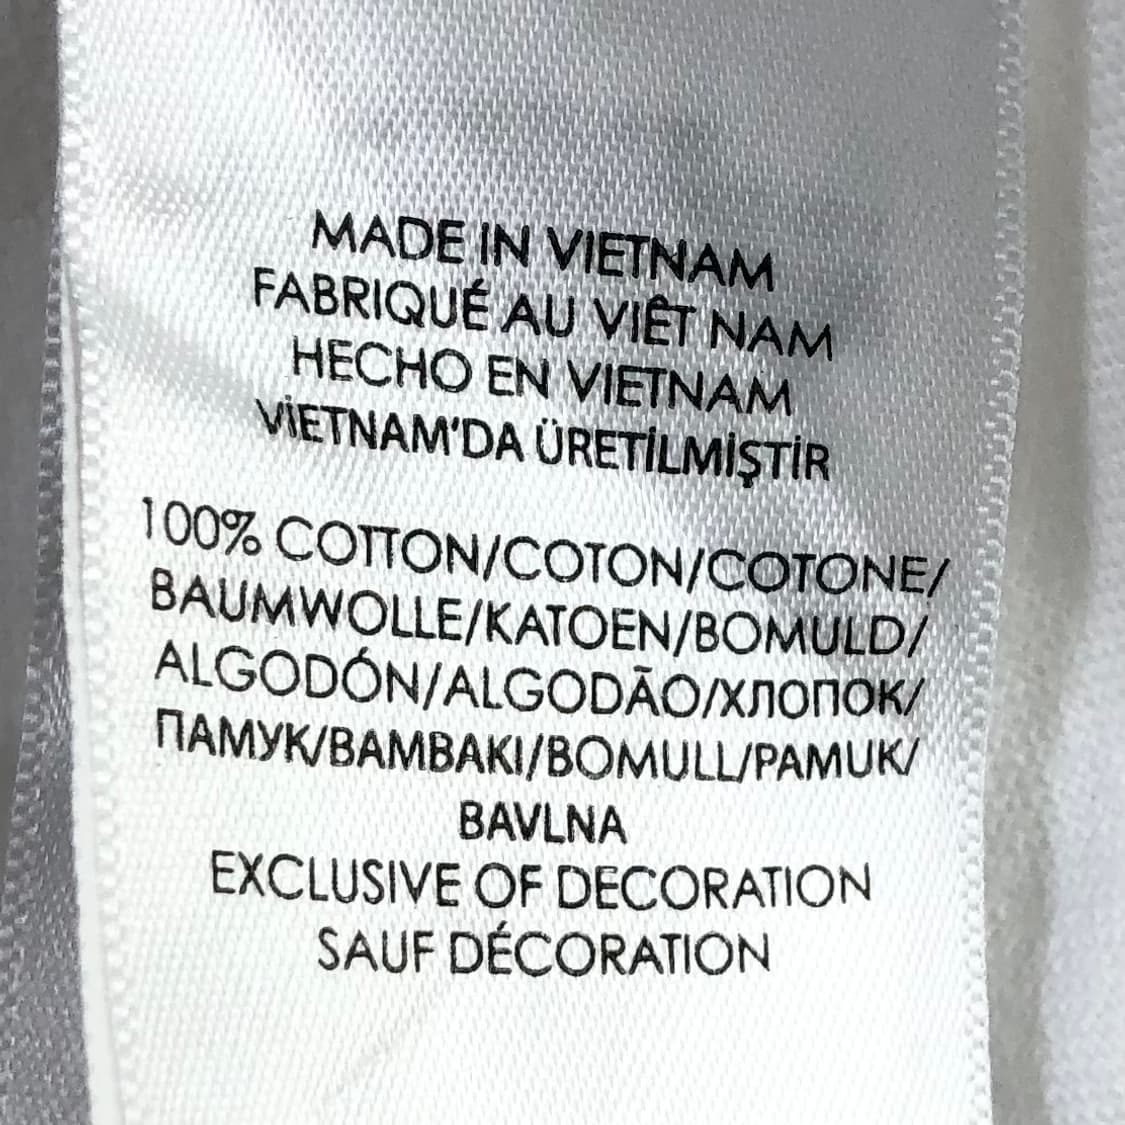 MADE IN VIETNAM
FABRIQUÉ AU VIÊT NAM
HECHO EN VIETNAM
VİETNAM'DA ÜRETİLMİŞTİR
100% COTTON/COTON/COTONE/
BAUMWOLLE/KATOEN/BOMULD/
ALGODÓN/ALGODÃO/ХЛОПОК/
ПАМУК/BAMBAKI/BOMULL/PAMUK/
BAVLNA
EXCLUSIVE OF DECORATION
SAUF DÉCORATION